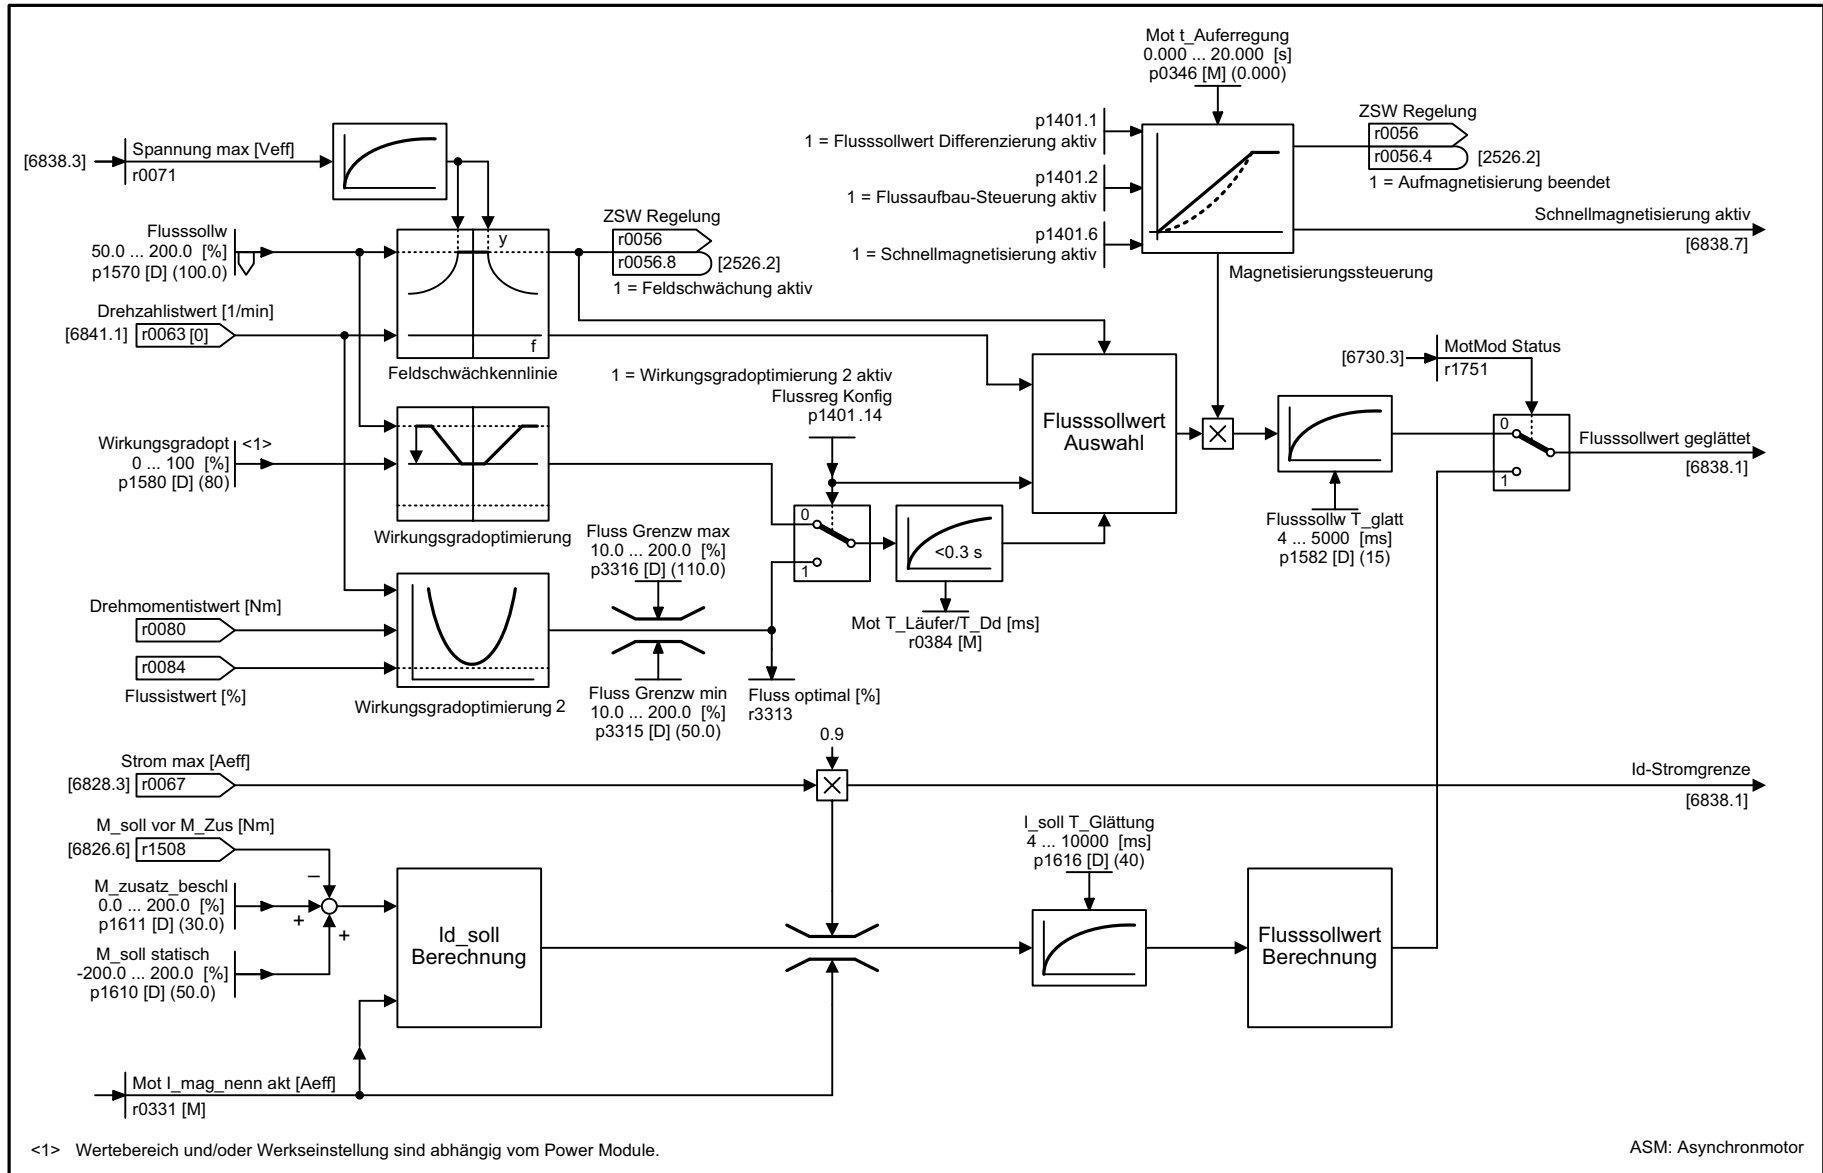 Mot t_Auferregung
0.000 ... 20.000 [s]
p0346 [M] (0.000)
p1401.1
1 = Flusssollwert Differenzierung aktiv
p1401.2
1 = Flussaufbau-Steuerung aktiv
p1401.6
1 = Schnellmagnetisierung aktiv
ZSW Regelung
r0056
r0056.4
[2526.2]
1 = Aufmagnetisierung beendet
Schnellmagnetisierung aktiv
[6838.7]
Magnetisierungssteuerung
[6838.3]
Spannung max [Veff]
r0071
Flusssollw
50.0 ... 200.0 [%]
p1570 [D] (100.0)
y
f
Feldschwächkennlinie
ZSW Regelung
r0056
r0056.8
[2526.2]
1 = Feldschwächung aktiv
Drehzahlistwert [1/min]
[6841.1]
r0063 [0]
1 = Wirkungsgradoptimierung 2 aktiv
Flussreg Konfig
p1401.14
Flusssollwert
Auswahl
[6730.3]
MotMod Status
r1751
0
1
Flusssollwert geglättet
[6838.1]
Flusssollw T_glatt
4 ... 5000 [ms]
p1582 [D] (15)
Wirkungsgradopt <1>
0 ... 100 [%]
p1580 [D] (80)
Wirkungsgradoptimierung
Fluss Grenzw max
10.0 ... 200.0 [%]
p3316 [D] (110.0)
0
1
<0.3 s
Mot T_Läufer/T_Dd [ms]
r0384 [M]
Drehmomentistwert [Nm]
r0080
r0084
Flussistwert [%]
Wirkungsgradoptimierung 2
Fluss Grenzw min
10.0 ... 200.0 [%]
p3315 [D] (50.0)
Fluss optimal [%]
r3313
0.9
Strom max [Aeff]
[6828.3]
r0067
Id-Stromgrenze
[6838.1]
M_soll vor M_Zus [Nm]
[6826.6]
r1508
–
M_zusatz_beschl
0.0 ... 200.0 [%]
p1611 [D] (30.0)
+
+
M_soll statisch
-200.0 ... 200.0 [%]
p1610 [D] (50.0)
Id_soll
Berechnung
I_soll T_Glättung
4 ... 10000 [ms]
p1616 [D] (40)
Flusssollwert
Berechnung
Mot I_mag_nenn akt [Aeff]
r0331 [M]
<1> Wertebereich und/oder Werkseinstellung sind abhängig vom Power Module.
ASM: Asynchronmotor